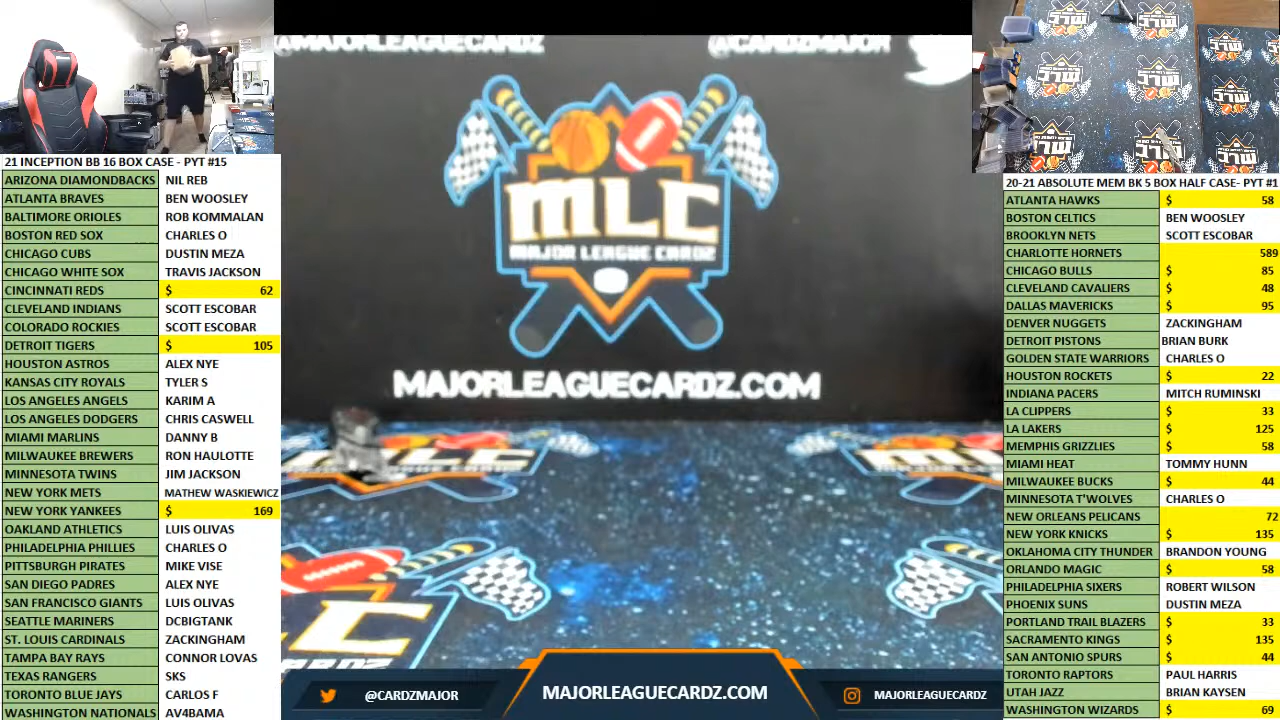 @MAJORLEAGUECARDZ
@CARDZMAJOR
MLC
MAJOR LEAGUE CARDZ
MAJORLEAGUECARDZ.COM
MLC
MLC
MLC
21 INCEPTION BB 16 BOX CASE - PYT #15
ARIZONA DIAMONDBACKS NIL REB
ATLANTA BRAVES BEN WOOSLEY
BALTIMORE ORIOLES ROB KOMMALAN
BOSTON RED SOX CHARLES O
CHICAGO CUBS DUSTIN MEZA
CHICAGO WHITE SOX TRAVIS JACKSON
CINCINNATI REDS $ 62
CLEVELAND INDIANS SCOTT ESCOBAR
COLORADO ROCKIES SCOTT ESCOBAR
DETROIT TIGERS $ 105
HOUSTON ASTROS ALEX NYE
KANSAS CITY ROYALS TYLER S
LOS ANGELES ANGELS KARIM A
LOS ANGELES DODGERS CHRIS CASWELL
MIAMI MARLINS DANNY B
MILWAUKEE BREWERS RON HAULOTTE
MINNESOTA TWINS JIM JACKSON
NEW YORK METS MATHEW WASKIEWICZ
NEW YORK YANKEES $ 169
OAKLAND ATHLETICS LUIS OLIVAS
PHILADELPHIA PHILLIES CHARLES O
PITTSBURGH PIRATES MIKE VISE
SAN DIEGO PADRES ALEX NYE
SAN FRANCISCO GIANTS LUIS OLIVAS
SEATTLE MARINERS DCBIGTANK
ST. LOUIS CARDINALS ZACKINGHAM
TAMPA BAY RAYS CONNOR LOVAS
TEXAS RANGERS SKS
TORONTO BLUE JAYS CARLOS F
WASHINGTON NATIONALS AV4BAMA
20-21 ABSOLUTE MEM BK 5 BOX HALF CASE- PYT #1
ATLANTA HAWKS $ 58
BOSTON CELTICS BEN WOOSLEY
BROOKLYN NETS SCOTT ESCOBAR
CHARLOTTE HORNETS 589
CHICAGO BULLS $ 85
CLEVELAND CAVALIERS $ 48
DALLAS MAVERICKS $ 95
DENVER NUGGETS ZACKINGHAM
DETROIT PISTONS BRIAN BURK
GOLDEN STATE WARRIORS CHARLES O
HOUSTON ROCKETS $ 22
INDIANA PACERS MITCH RUMINSKI
LA CLIPPERS $ 33
LA LAKERS $ 125
MEMPHIS GRIZZLIES $ 58
MIAMI HEAT TOMMY HUNN
MILWAUKEE BUCKS $ 44
MINNESOTA T'WOLVES CHARLES O
NEW ORLEANS PELICANS 72
NEW YORK KNICKS $ 135
OKLAHOMA CITY THUNDER BRANDON YOUNG
ORLANDO MAGIC $ 58
PHILADELPHIA SIXERS ROBERT WILSON
PHOENIX SUNS DUSTIN MEZA
PORTLAND TRAIL BLAZERS $ 33
SACRAMENTO KINGS $ 135
SAN ANTONIO SPURS $ 44
TORONTO RAPTORS PAUL HARRIS
UTAH JAZZ BRIAN KAYSEN
WASHINGTON WIZARDS $ 69
@CARDZMAJOR
MAJORLEAGUECARDZ.COM
MAJORLEAGUECARDZ